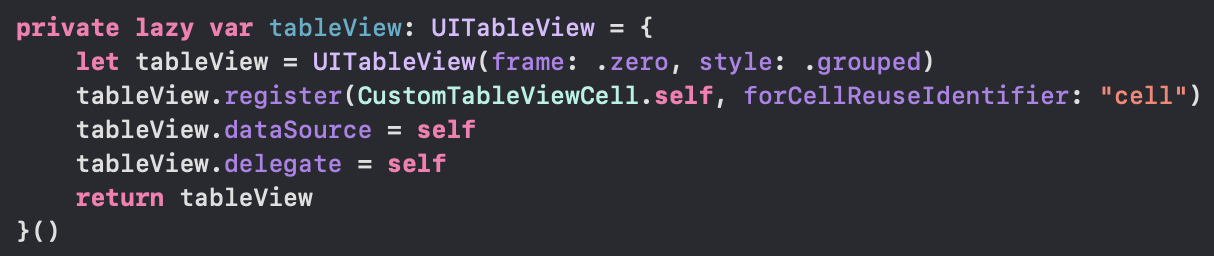 private lazy var tableView: UITableView = {
    let tableView = UITableView(frame: .zero, style: .grouped)
    tableView.register(CustomTableViewCell.self, forCellReuseIdentifier: "cell")
    tableView.dataSource = self
    tableView.delegate = self
    return tableView
}()